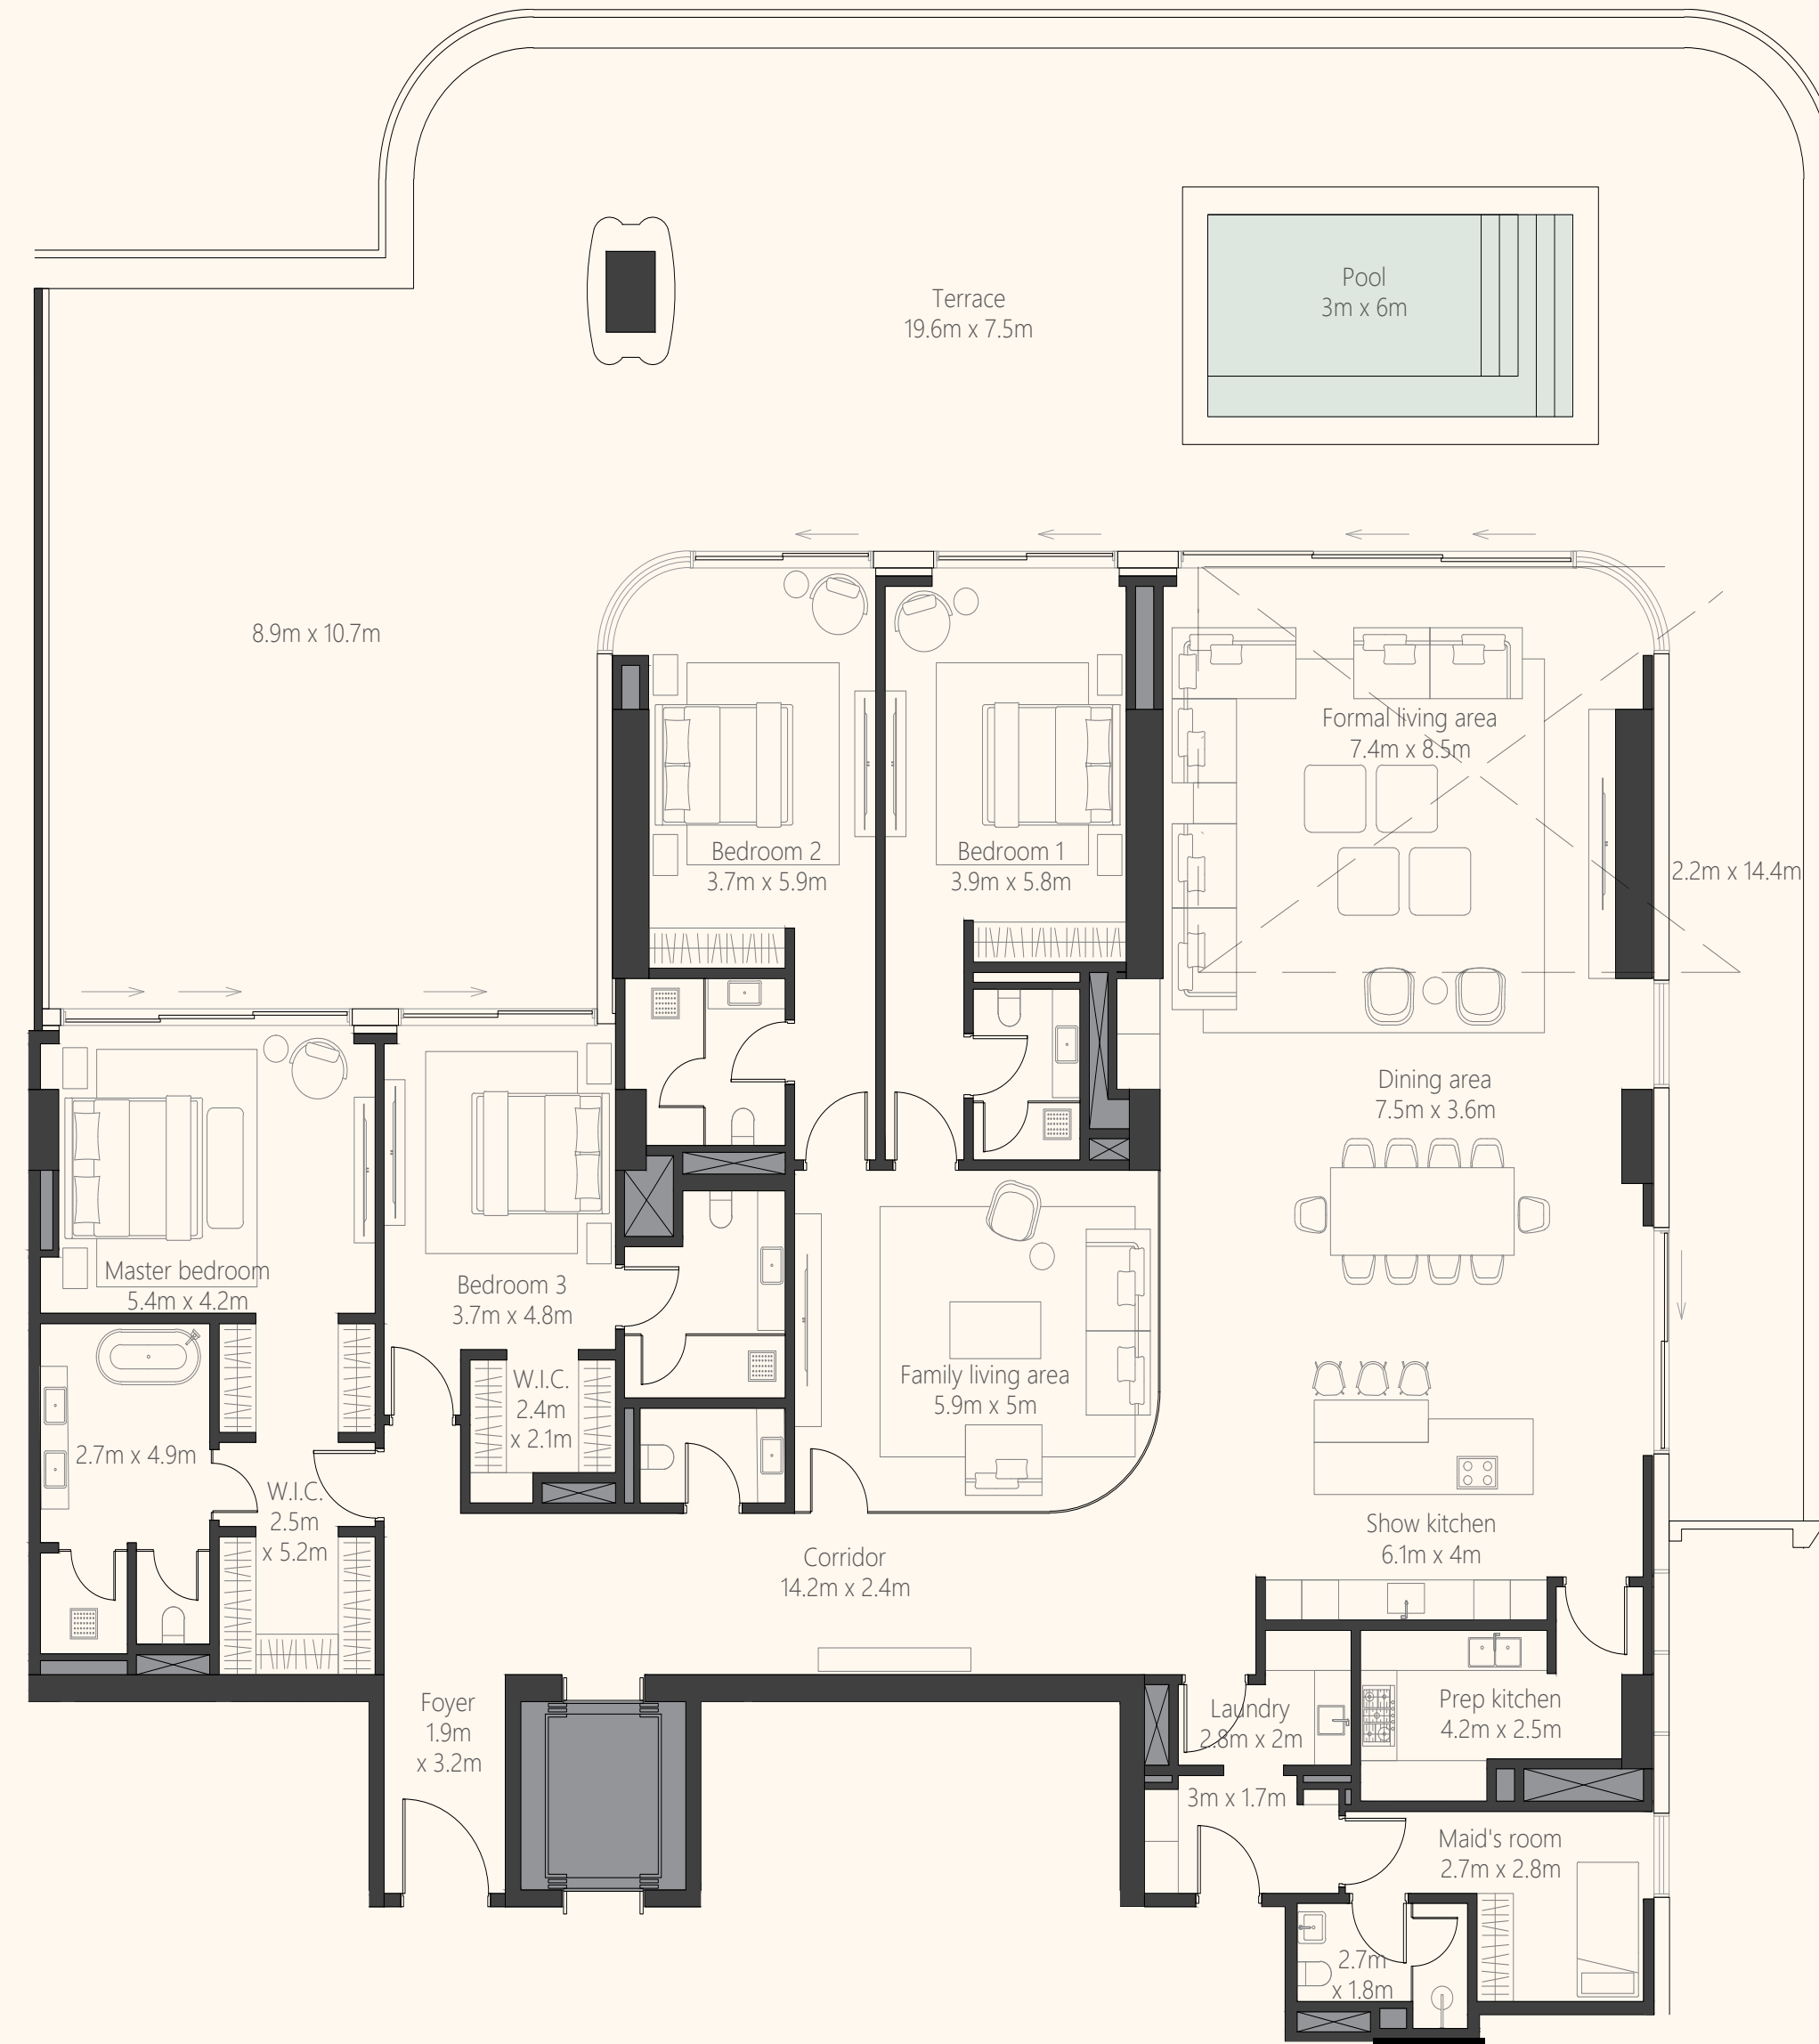 Pool
3m x 6m
Terrace
19.6m x 7.5m
8.9m x 10.7m
Formal living area
7.4m x 8.5m
Bedroom 2
3.7m x 5.9m
Bedroom 1
3.9m x 5.8m
2.2m x 14.4m
Dining area
7.5m x 3.6m
Master bedroom
5.4m x 4.2m
Bedroom 3
3.7m x 4.8m
Family living area
5.9m x 5m
W.I.C.
2.4m
x 2.1m
2.7m x 4.9m
W.I.C.
2.5m
x 5.2m
Show kitchen
6.1m x 4m
Corridor
14.2m x 2.4m
Foyer
1.9m
x 3.2m
Laundry
2.8m x 2m
Prep kitchen
4.2m x 2.5m
3m x 1.7m
Maid's room
2.7m x 2.8m
2.7m
x 1.8m